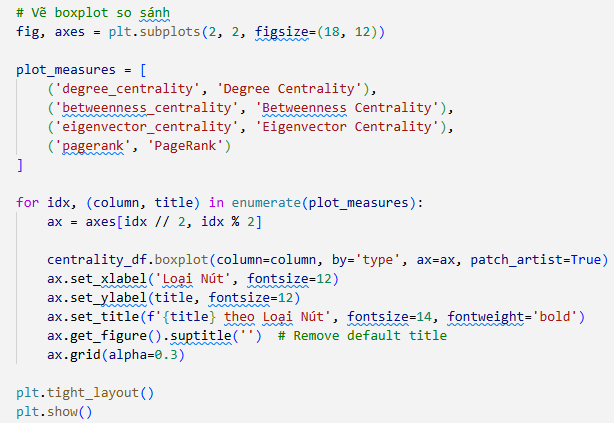 # Vẽ boxplot so sánh
fig, axes = plt.subplots(2, 2, figsize=(18, 12))

plot_measures = [
    ('degree_centrality', 'Degree Centrality'),
    ('betweenness_centrality', 'Betweenness Centrality'),
    ('eigenvector_centrality', 'Eigenvector Centrality'),
    ('pagerank', 'PageRank')
]

for idx, (column, title) in enumerate(plot_measures):
    ax = axes[idx // 2, idx % 2]

    centrality_df.boxplot(column=column, by='type', ax=ax, patch_artist=True)
    ax.set_xlabel('Loại Nút', fontsize=12)
    ax.set_ylabel(title, fontsize=12)
    ax.set_title(f'{title} theo Loại Nút', fontsize=14, fontweight='bold')
    ax.get_figure().suptitle('')  # Remove default title
    ax.grid(alpha=0.3)

plt.tight_layout()
plt.show()